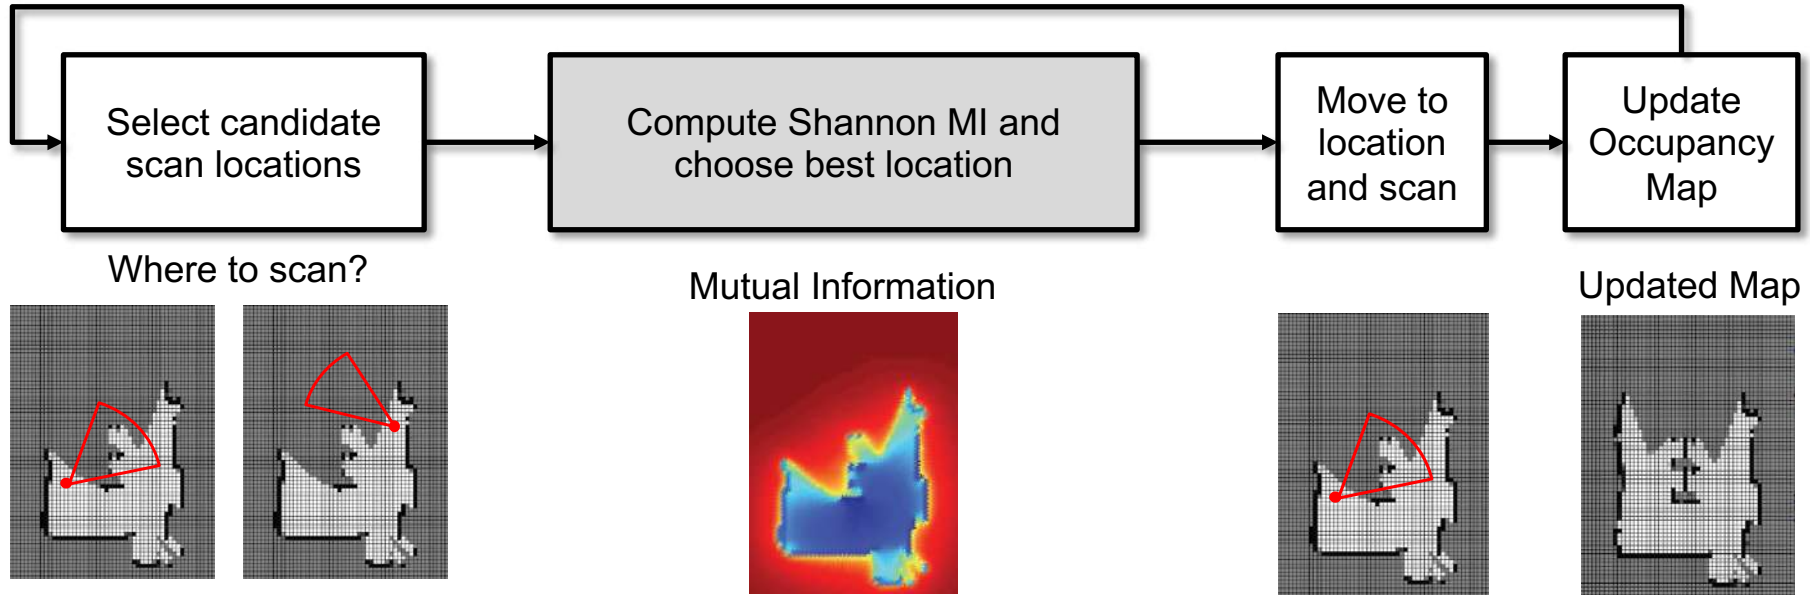 Select candidate
scan locations
Compute Shannon MI and
choose best location
Move to
location
and scan
Update
Occupancy
Map
Where to scan?
Mutual Information
Updated Map